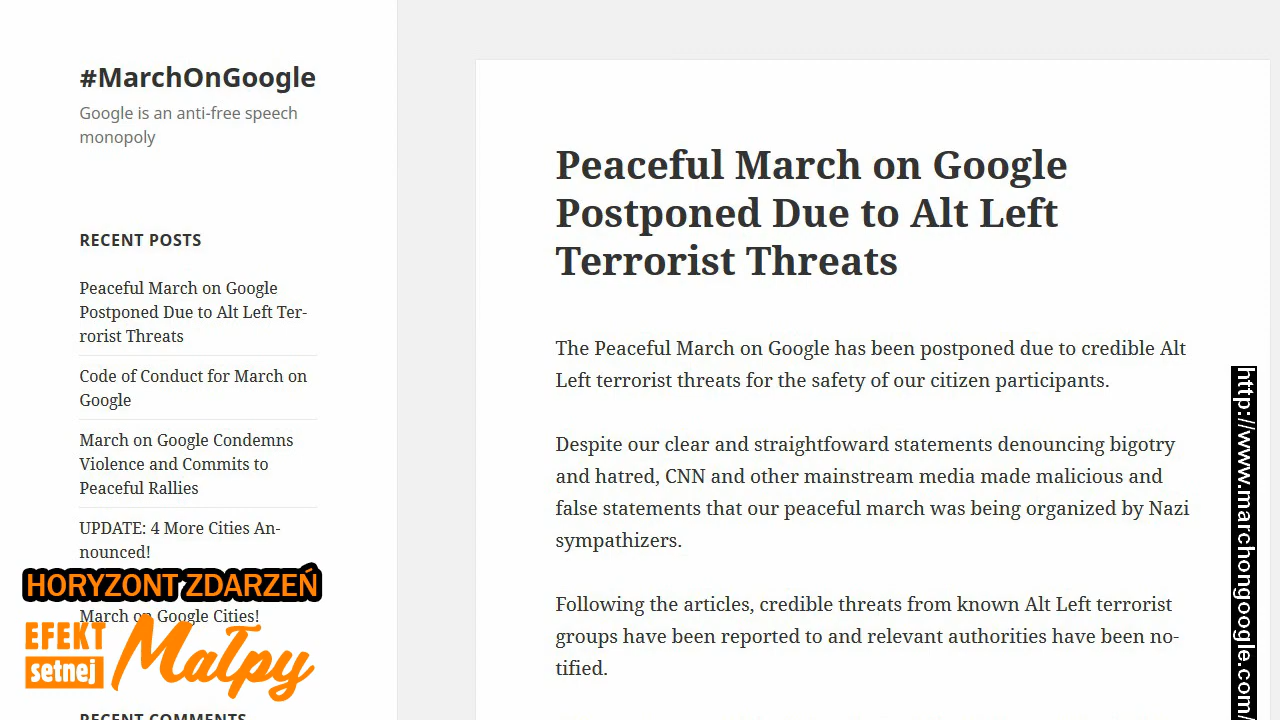 #MarchOnGoogle
Google is an anti-free speech
monopoly
RECENT POSTS
Peaceful March on Google
Postponed Due to Alt Left Ter-
rorist Threats
Code of Conduct for March on
Google
March on Google Condemns
Violence and Commits to
Peaceful Rallies
UPDATE: 4 More Cities An-
nounced!
March on Google Cities!
RECENT COMMENTS
HORYZONT ZDARZEŃ
EFEKT
setnej
Małpy
Peaceful March on Google
Postponed Due to Alt Left
Terrorist Threats
The Peaceful March on Google has been postponed due to credible Alt
Left terrorist threats for the safety of our citizen participants.
Despite our clear and straightfoward statements denouncing bigotry
and hatred, CNN and other mainstream media made malicious and
false statements that our peaceful march was being organized by Nazi
sympathizers.
Following the articles, credible threats from known Alt Left terrorist
groups have been reported to and relevant authorities have been no-
tified.
http://www.marchongoogle.com/